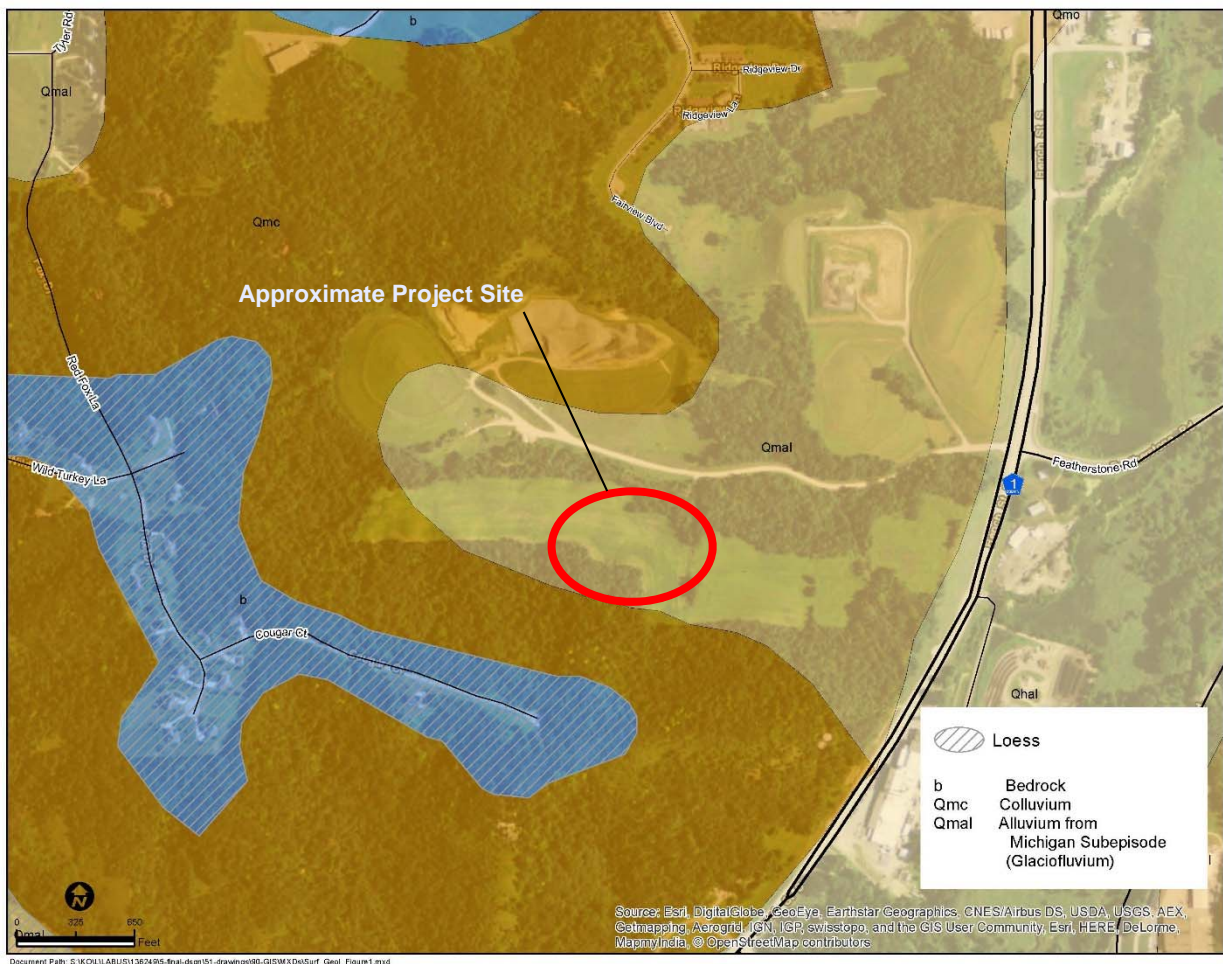 b
Qmo
Tyler Rd
Qmal
Ridgeview Dr
Ridgeview La
Fairview Blvd
Qmc
Approximate Project Site
Red Fox La
Qmal
Wild Turkey La
Featherstone Rd
1
b
Cougar Ct
Qhal
Loess
b Bedrock
Qmc Colluvium
Qmal Alluvium from
Michigan Subepisode
(Glaciofluvium)
N
0 325 650
Feet
Qmal
Source: Esri, DigitalGlobe, GeoEye, Earthstar Geographics, CNES/Airbus DS, USDA, USGS, AEX,
Getmapping, Aerogrid, IGN, IGP, swisstopo, and the GIS User Community, Esri, HERE, DeLorme,
MapmyIndia, © OpenStreetMap contributors